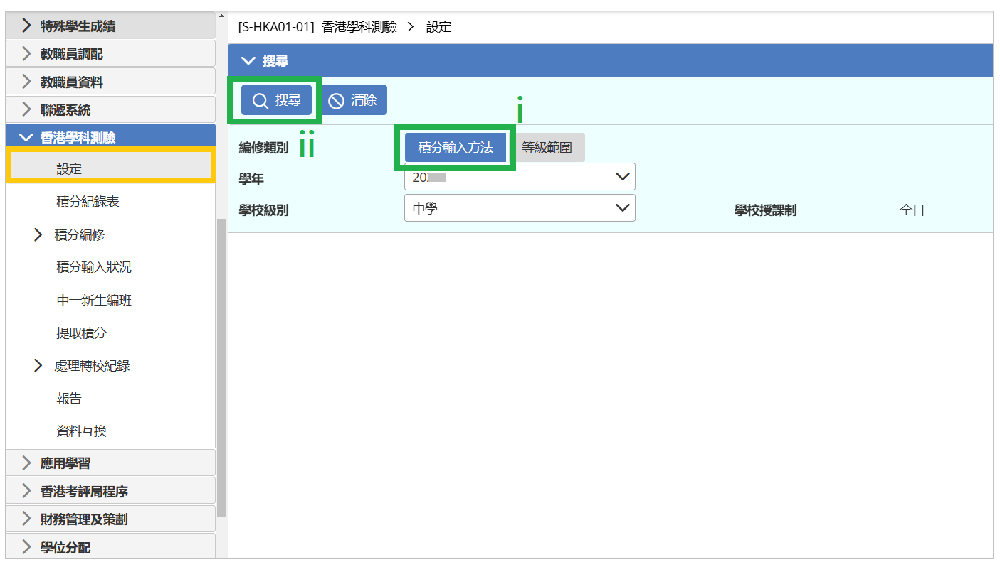 特殊學生成績
教職員調配
教職員資料
聯遞系統
香港學科測驗
設定
積分紀錄表
積分編修
積分輸入狀況
中一新生編班
提取積分
處理轉校紀錄
報告
資料互換
應用學習
香港考評局程序
財務管理及策劃
學位分配
[S-HKA01-01] 香港學科測驗 > 設定
搜尋
搜尋 清除
i
編修類別 ii 積分輸入方法 等級範圍
學年 202
學校級別 中學 學校授課制 全日